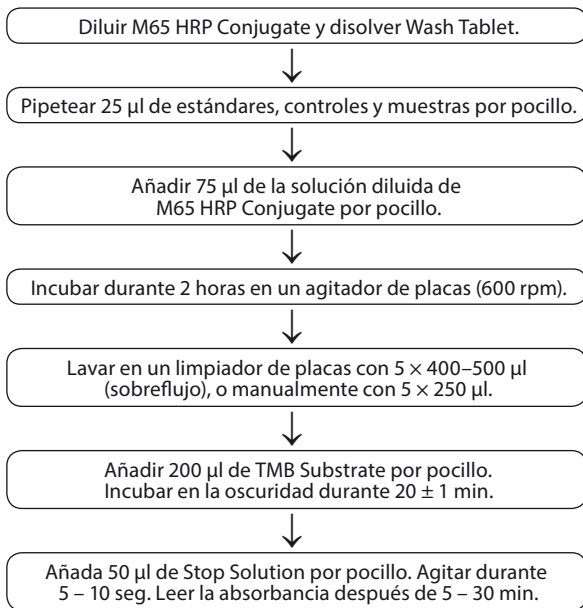 Diluir M65 HRP Conjugate y disolver Wash Tablet.
Pipetear 25 µl de estándares, controles y muestras por pocillo.
Añadir 75 µl de la solución diluida de
M65 HRP Conjugate por pocillo.
Incubar durante 2 horas en un agitador de placas (600 rpm).
Lavar en un limpiador de placas con 5 × 400–500 µl
(sobreflujo), o manualmente con 5 × 250 µl.
Añadir 200 µl de TMB Substrate por pocillo.
Incubar en la oscuridad durante 20 ± 1 min.
Añada 50 µl de Stop Solution por pocillo. Agitar durante
5 – 10 seg. Leer la absorbancia después de 5 – 30 min.